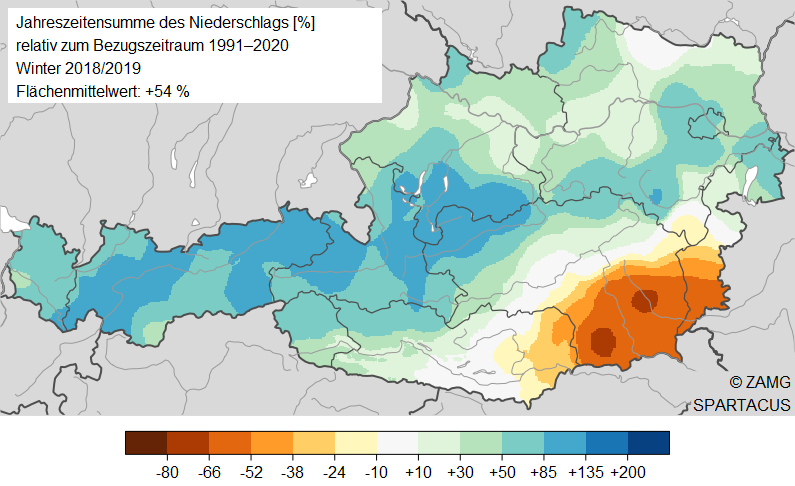 Jahreszeitensumme des Niederschlags [%]
relativ zum Bezugszeitraum 1991–2020
Winter 2018/2019
Flächenmittelwert: +54 %
© ZAMG
SPARTACUS
-80 -66 -52 -38 -24 -10 +10 +30 +50 +85 +135 +200